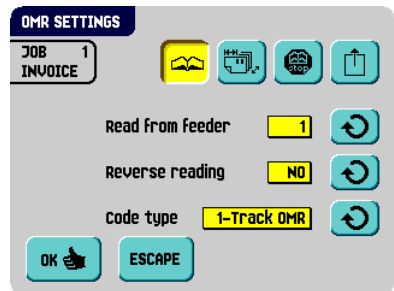 OMR SETTINGS
JOB 1
INVOICE
stop
Read from feeder 1
Reverse reading NO
Code type 1-Track OMR
OK ESCAPE